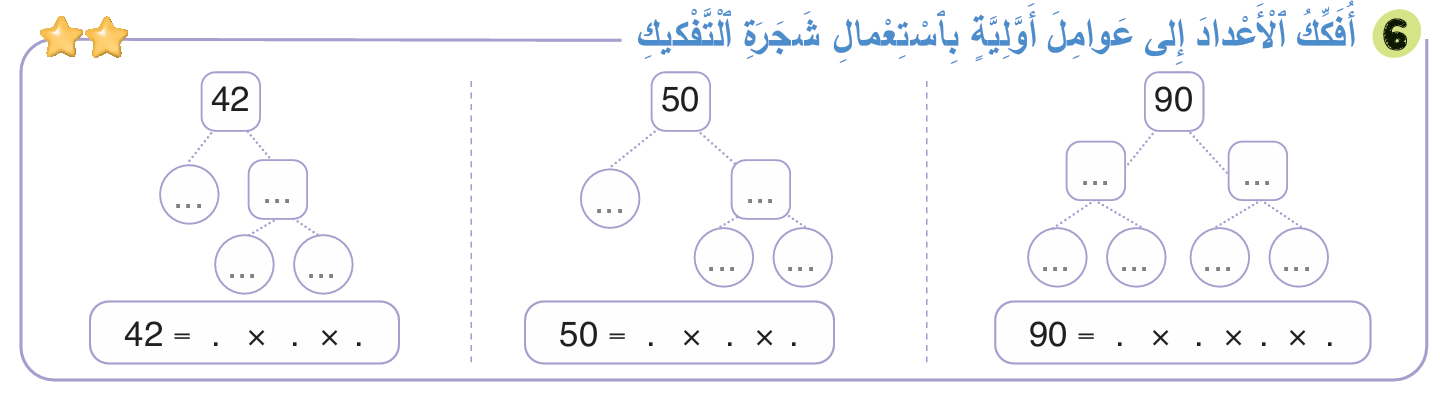 6 أُفَكِّكُ ٱلْأَعْدادَ إِلى عَوامِلَ أَوَّلِيَّةٍ بِٱسْتِعْمالِ شَجَرَةِ ٱلتَّفْكيكِ
90
... ...
... ... ... ...
90 = . × . × . × .
50
... ...
... ...
50 = . × . × .
42
... ...
... ...
42 = . × . × .